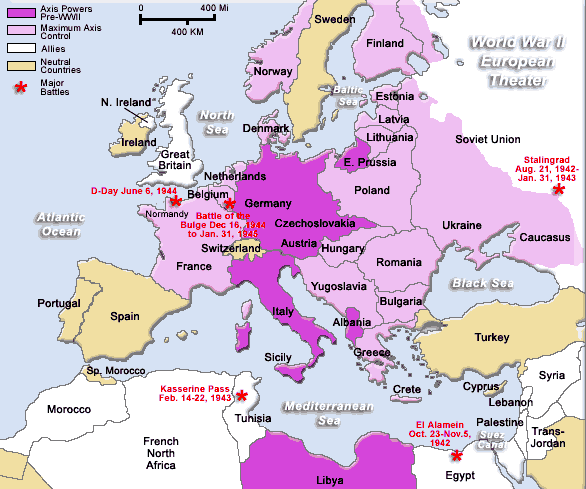 Axis Powers
Pre-WWII
Maximum Axis
Control
Allies
Neutral
Countries
Major
Battles
0 200 400 Mi
400 KM
World War II
European
Theater
Sweden
Finland
Norway
Baltic
Sea
Estonia
Latvia
Lithuania
North
Sea
N. Ireland
Ireland
Great
Britain
Denmark
E. Prussia
Soviet Union
Stalingrad
Aug. 21, 1942-
Jan. 31, 1943
Netherlands
Belgium
Germany
Poland
D-Day June 6, 1944
Normandy
Battle of the
Bulge Dec 16, 1944
to Jan. 31, 1945
Czechoslovakia
Ukraine
Caucasus
Atlantic
Ocean
Switzerland
Austria
Hungary
France
Romania
Yugoslavia
Black Sea
Bulgaria
Portugal
Spain
Italy
Albania
Turkey
Greece
Sicily
Sp. Morocco
Crete
Cyprus
Syria
Lebanon
Kasserine Pass
Feb. 14-22, 1943
Morocco
Tunisia
Mediterranean
Sea
El Alamein
Oct. 23-Nov.5,
1942
Palestine
Suez
Canal
Trans-
Jordan
French
North
Africa
Libya
Egypt